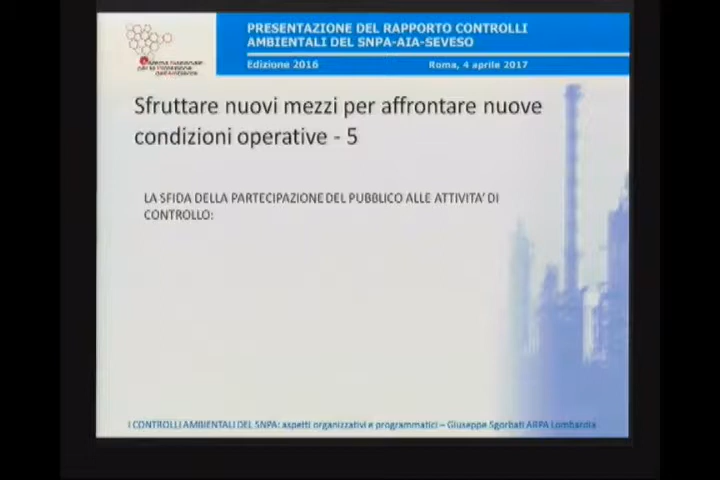 PRESENTAZIONE DEL RAPPORTO CONTROLLI
AMBIENTALI DEL SNPA-AIA-SEVESO
Edizione 2016 Roma, 4 aprile 2017
Sfruttare nuovi mezzi per affrontare nuove
condizioni operative - 5
LA SFIDA DELLA PARTECIPAZIONE DEL PUBBLICO ALLE ATTIVITA' DI
CONTROLLO:
I CONTROLLI AMBIENTALI DEL SNPA: aspetti organizzativi e programmatici – Giuseppe Sgorbati ARPA Lombardia